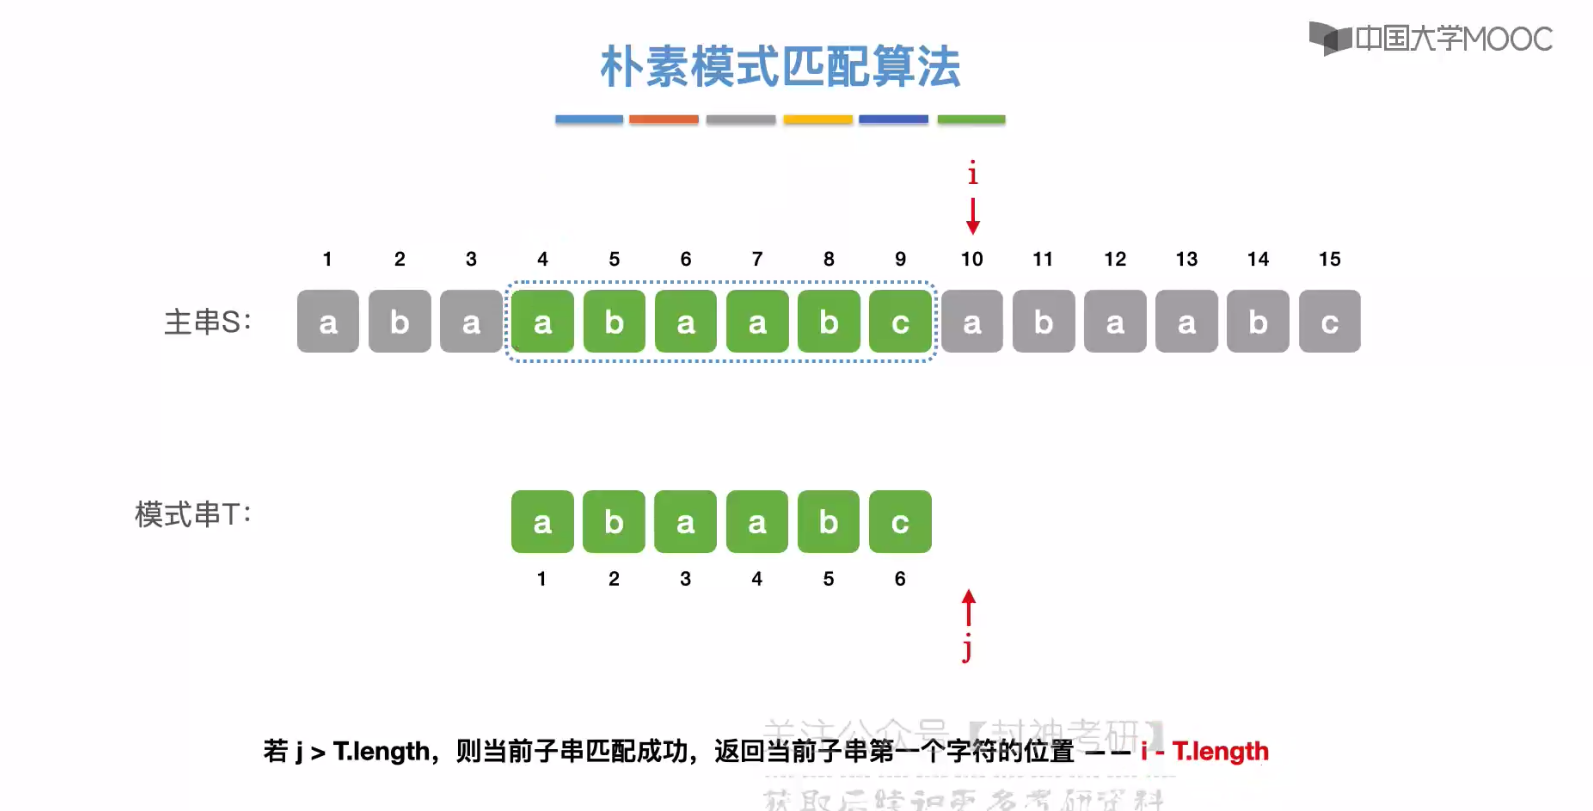 中国大学MOOC
朴素模式匹配算法
i
1 2 3 4 5 6 7 8 9 10 11 12 13 14 15
主串S: a b a a b a a b c a b a a b c
模式串T: a b a a b c
1 2 3 4 5 6
j
关注公众号【封神考研】
若 j > T.length，则当前子串匹配成功，返回当前子串第一个字符的位置 —— i - T.length
获取后续识更多考研资料